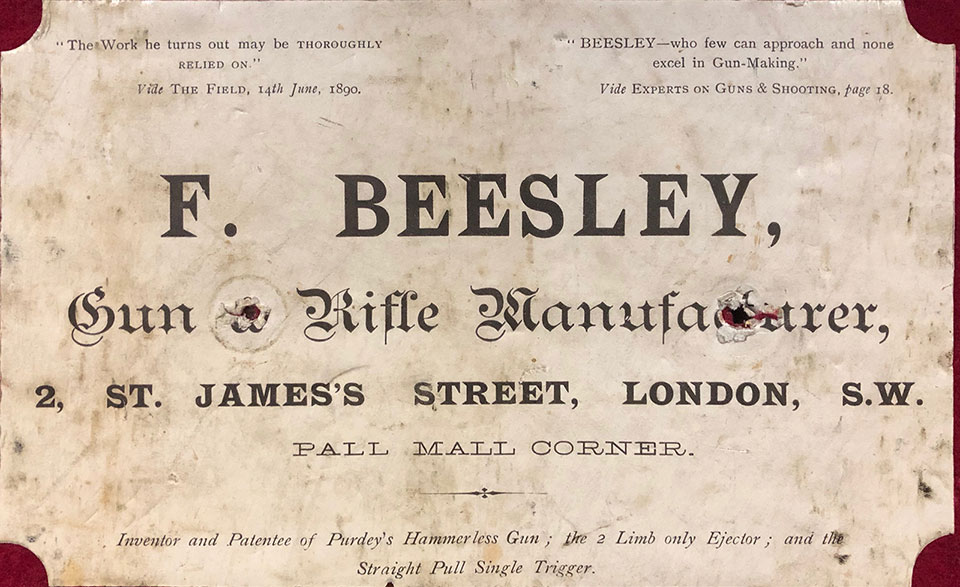 "The Work he turns out may be THOROUGHLY
RELIED ON."
Vide THE FIELD, 14th June, 1890.
"BEESLEY—who few can approach and none
excel in Gun-Making."
Vide EXPERTS ON GUNS & SHOOTING, page 18.
F. BEESLEY,
Gun & Rifle Manufacturer,
2, ST. JAMES'S STREET, LONDON, S.W.
PALL MALL CORNER.
Inventor and Patentee of Purdey's Hammerless Gun; the 2 Limb only Ejector; and the
Straight Pull Single Trigger.